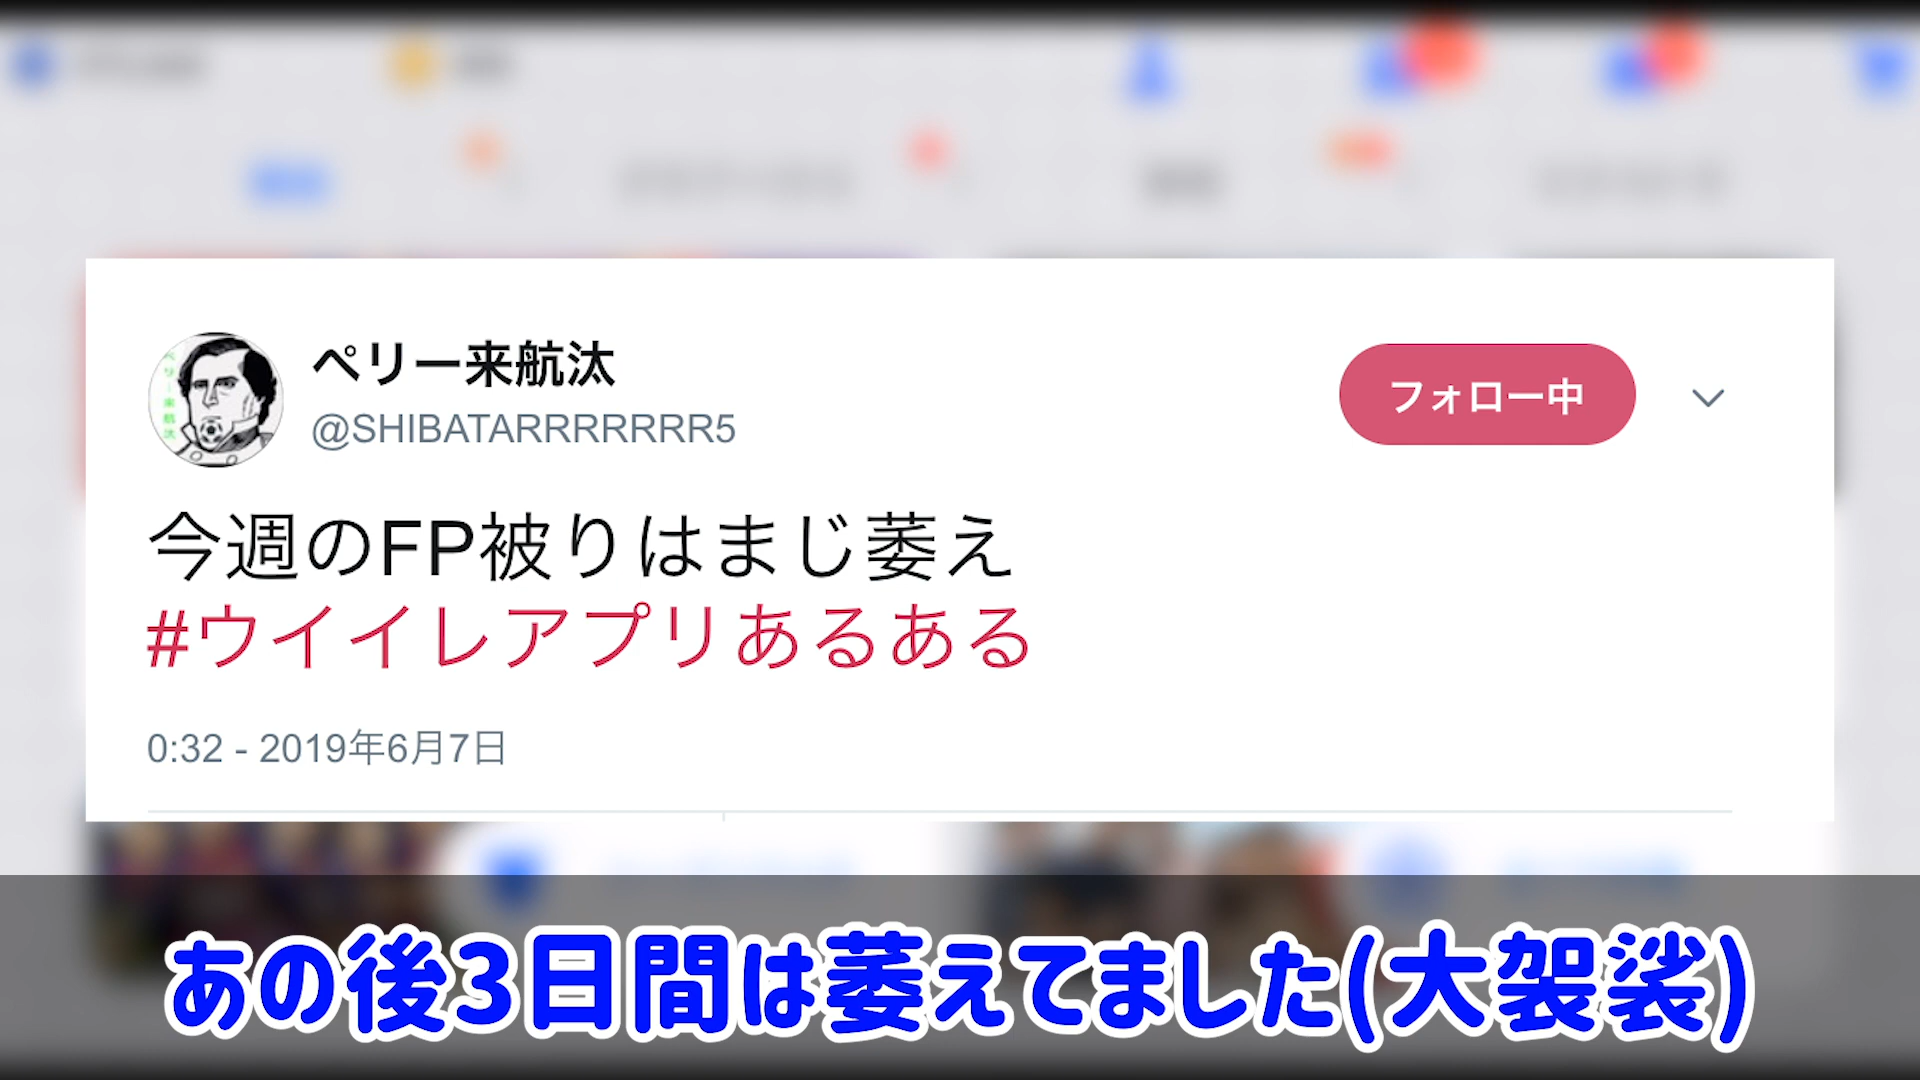 ペリー来航汰
@SHIBATARRRRRRR5
フォロー中
今週のFP被りはまじ萎え
#ウイイレアプリあるある
0:32 - 2019年6月7日
あの後3日間は萎えてました(大袈裟)